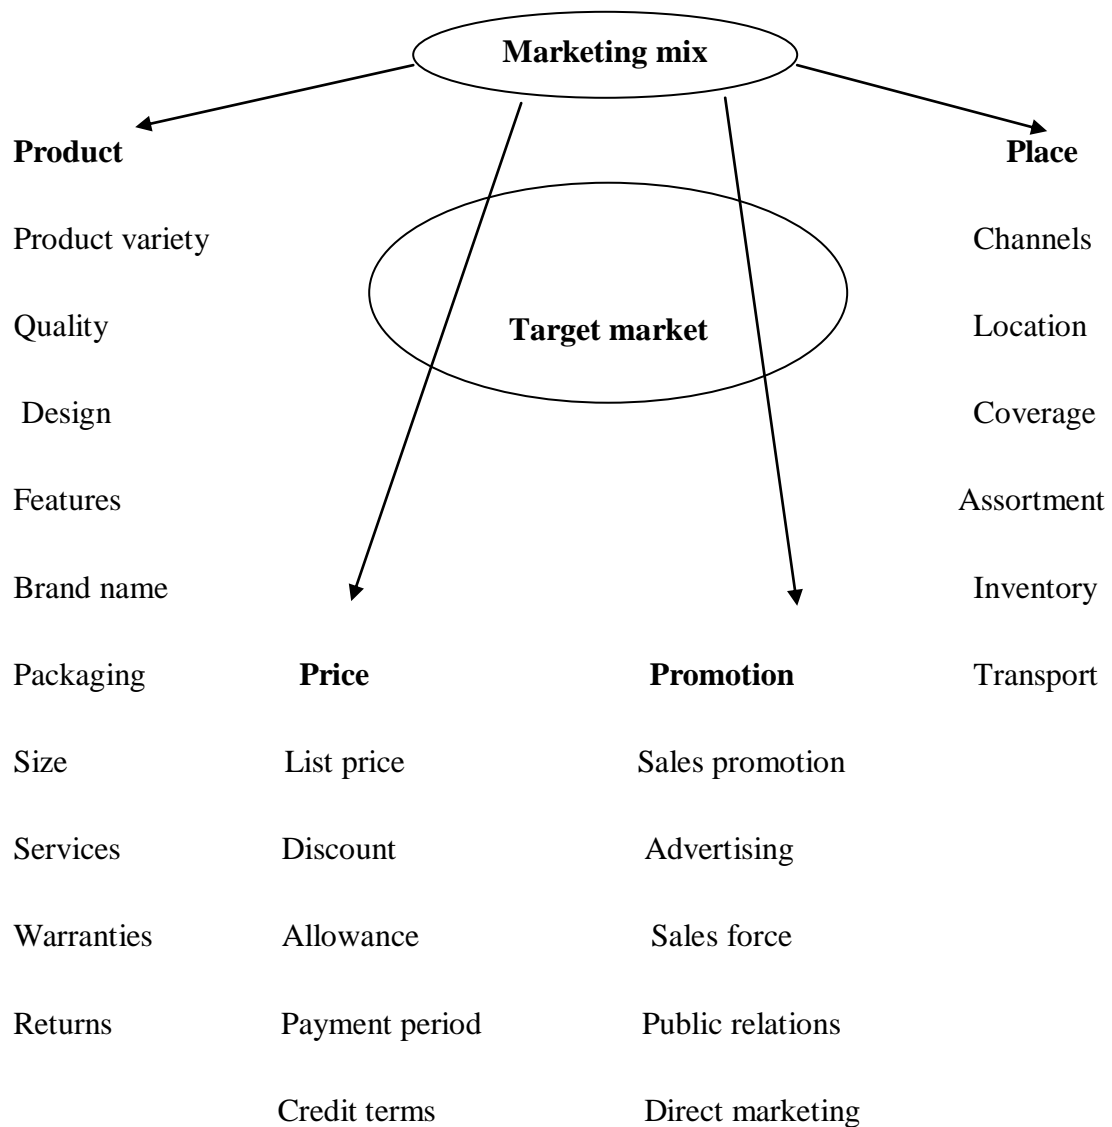 Marketing mix
Product Place
Product variety Channels
Quality Target market Location
Design Coverage
Features Assortment
Brand name Inventory
Packaging Price Promotion Transport
Size List price Sales promotion
Services Discount Advertising
Warranties Allowance Sales force
Returns Payment period Public relations
Credit terms Direct marketing